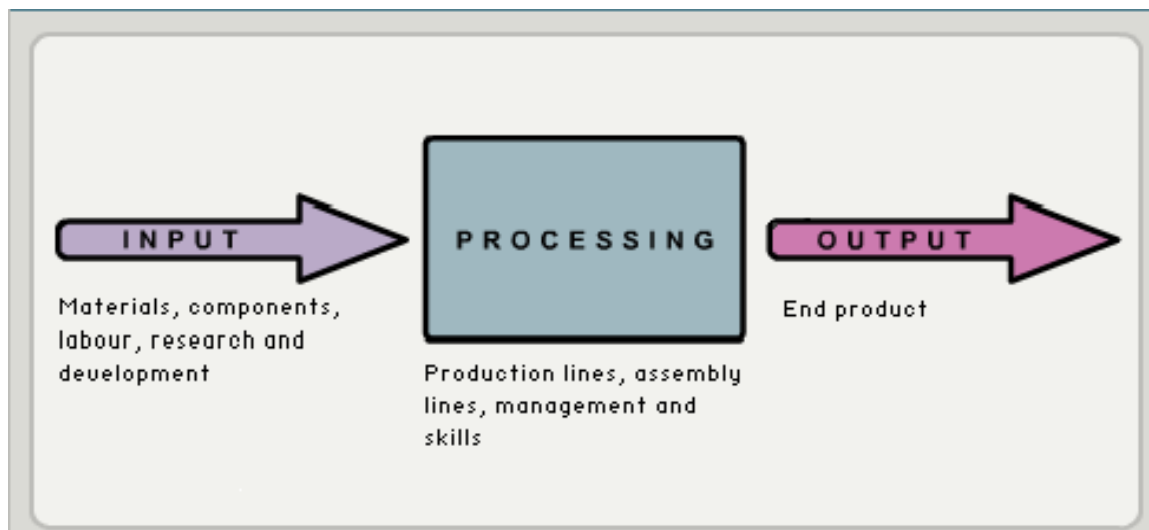 INPUT
Materials, components,
labour, research and
development
PROCESSING
Production lines, assembly
lines, management and
skills
OUTPUT
End product